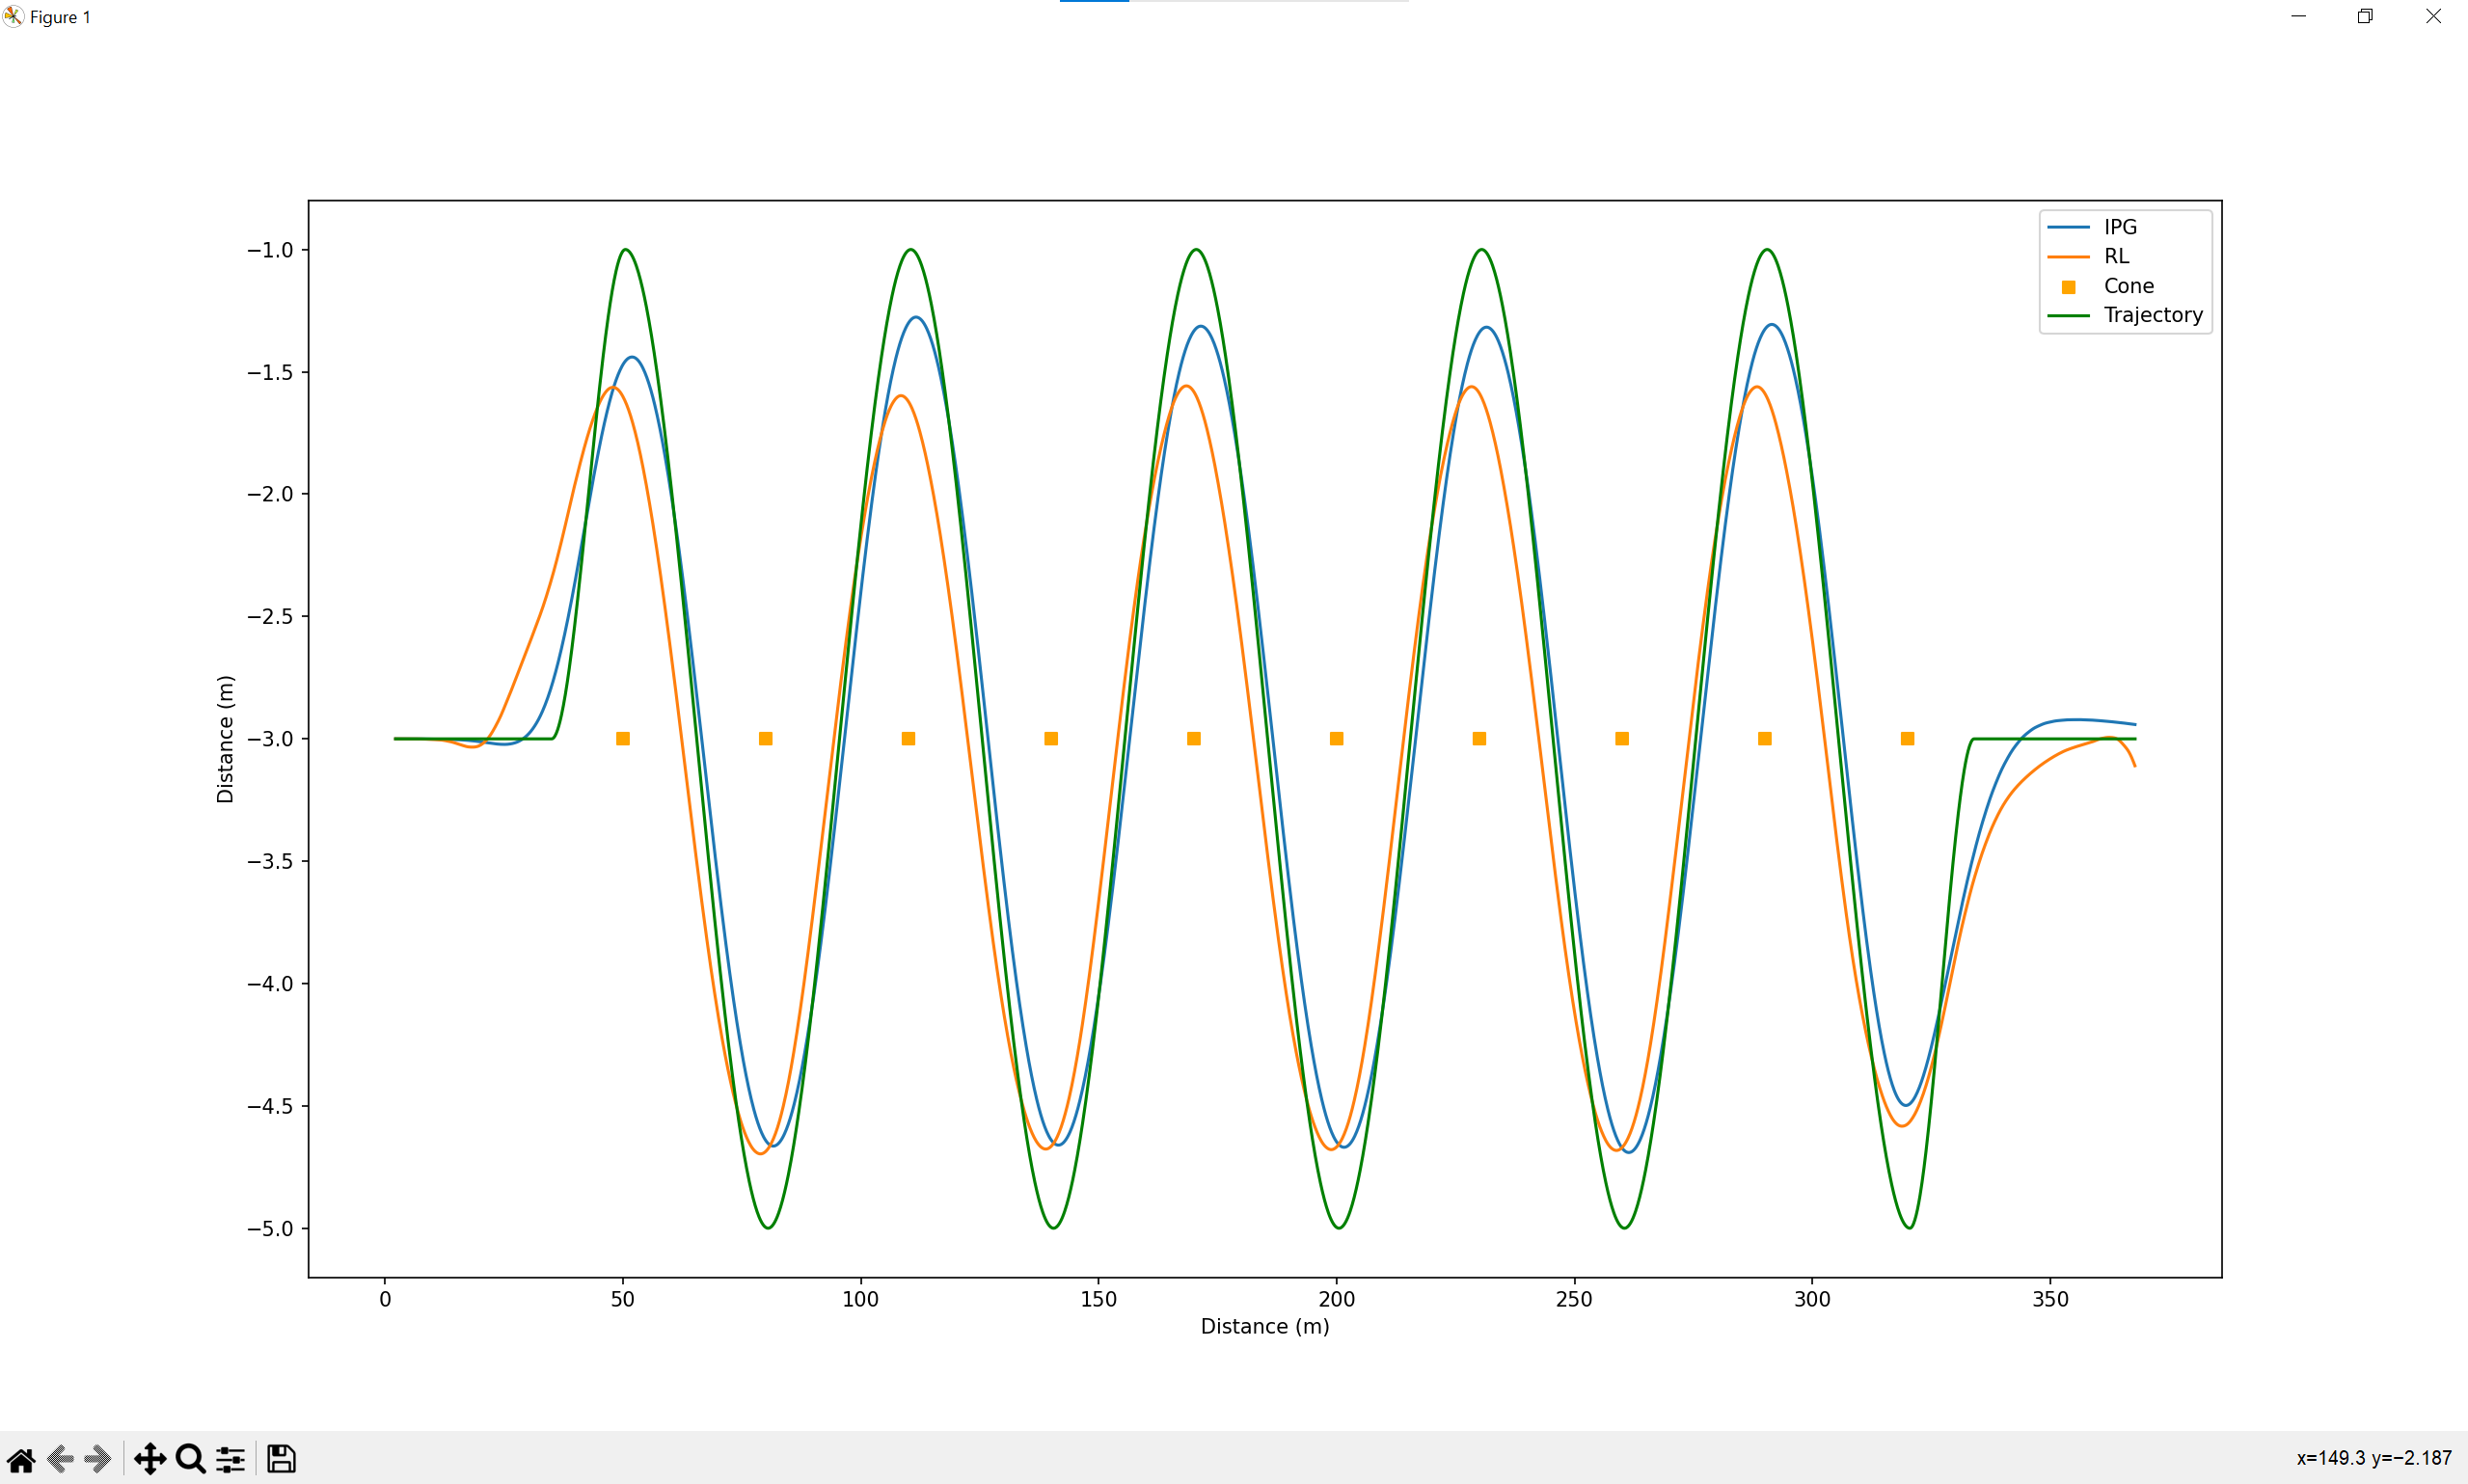 Figure 1
IPG
RL
Cone
Trajectory
−1.0
−1.5
−2.0
−2.5
−3.0
−3.5
−4.0
−4.5
−5.0
Distance (m)
0 50 100 150 200 250 300 350
Distance (m)
x=149.3 y=−2.187